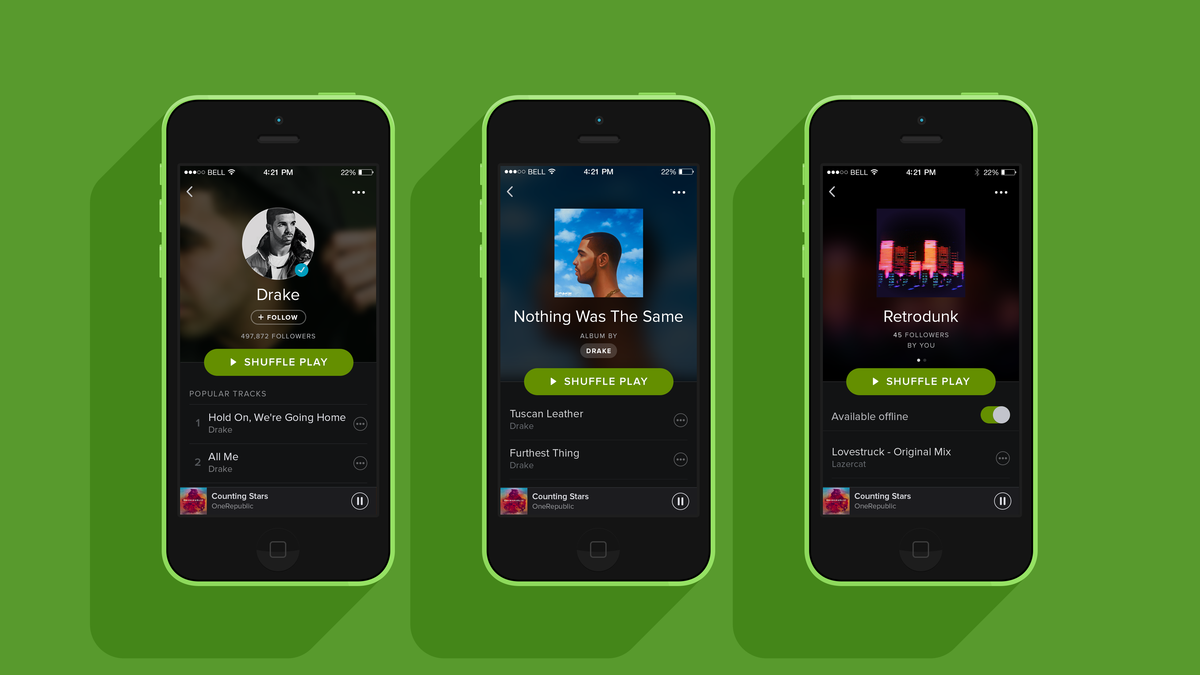 BELL 4:21 PM 22%
Drake
+ FOLLOW
497,872 FOLLOWERS
SHUFFLE PLAY
POPULAR TRACKS
1 Hold On, We're Going Home
Drake
2 All Me
Drake
Counting Stars
OneRepublic
BELL 4:21 PM 22%
Nothing Was The Same
ALBUM BY
DRAKE
SHUFFLE PLAY
Tuscan Leather
Drake
Furthest Thing
Drake
Counting Stars
OneRepublic
BELL 4:21 PM 22%
Retrodunk
45 FOLLOWERS
BY YOU
SHUFFLE PLAY
Available offline
Lovestruck - Original Mix
Lazercat
Counting Stars
OneRepublic